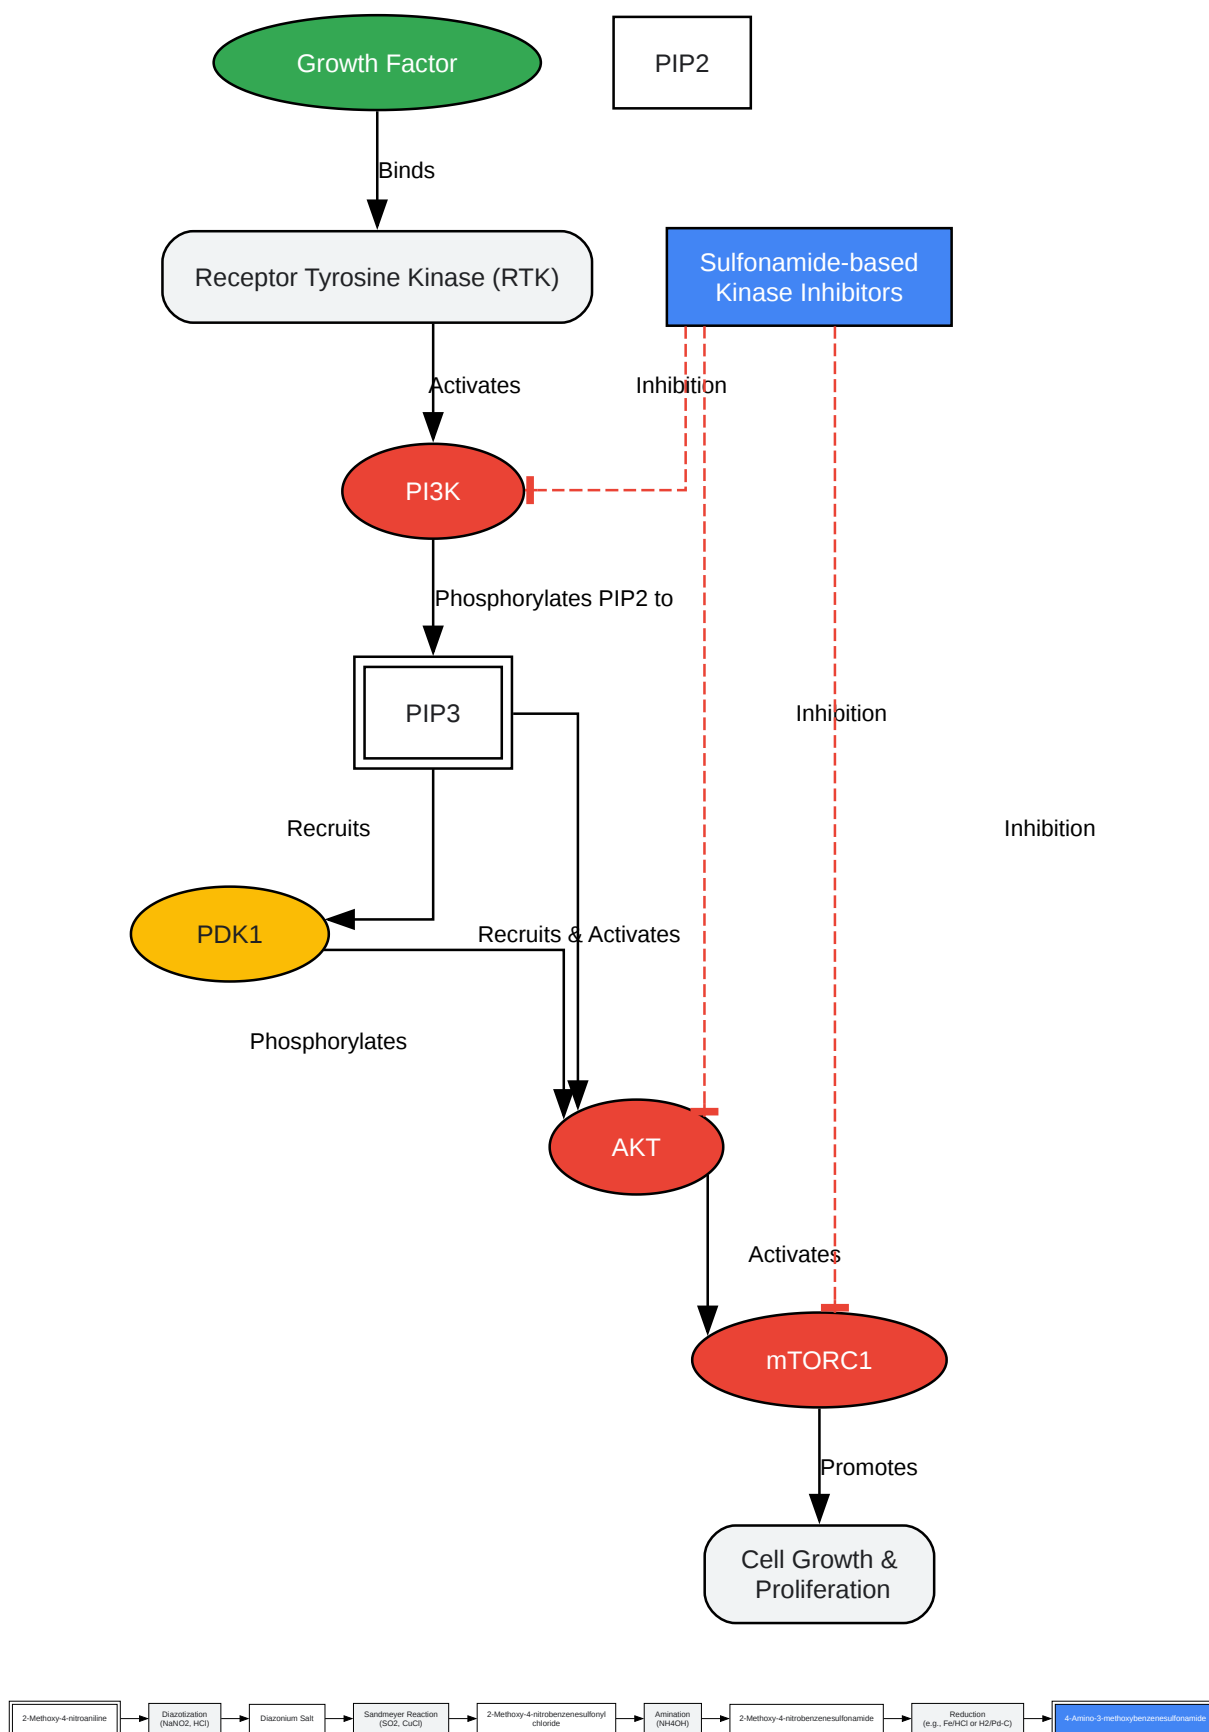 Growth Factor
PIP2
Binds
Receptor Tyrosine Kinase (RTK)
Sulfonamide-based
Kinase Inhibitors
Activates
Inhibition
PI3K
Phosphorylates PIP2 to
PIP3
Inhibition
Recruits
Inhibition
PDK1
Recruits & Activates
Phosphorylates
AKT
Activates
mTORC1
Promotes
Cell Growth &
Proliferation
2-Methoxy-4-nitroaniline
Diazotization
(NaNO2, HCl)
Diazonium Salt
Sandmeyer Reaction
(SO2, CuCl)
2-Methoxy-4-nitrobenzenesulfonyl
chloride
Amination
(NH4OH)
2-Methoxy-4-nitrobenzenesulfonamide
Reduction
(e.g., Fe/HCl or H2/Pd-C)
4-Amino-3-methoxybenzenesulfonamide